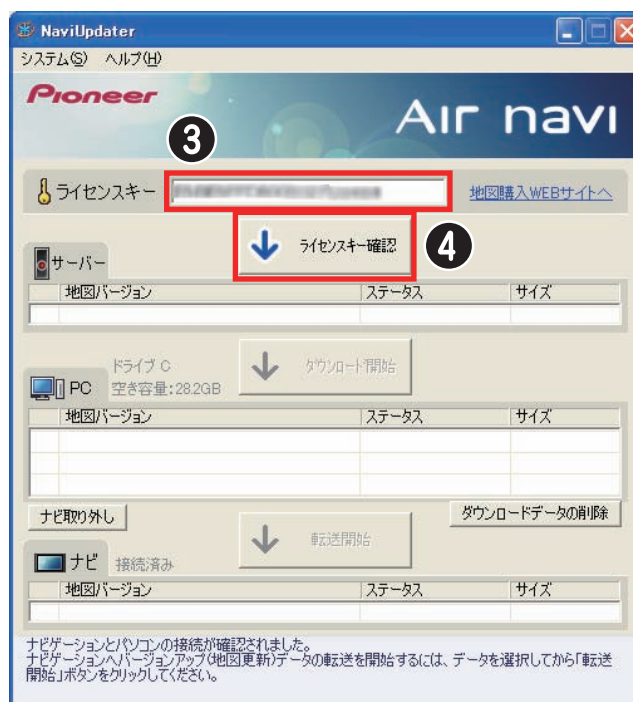 NaviUpdater
システム(S) ヘルプ(H)
Pioneer
AIR navi
❸
ライセンスキー
地図購入WEBサイトへ
ライセンスキー確認
❹
サーバー
地図バージョン ステータス サイズ
ドライブ C
空き容量:28.2GB
ダウンロード開始
PC
地図バージョン ステータス サイズ
ナビ取り外し
ダウンロードデータの削除
転送開始
ナビ 接続済み
地図バージョン ステータス サイズ
ナビゲーションとパソコンの接続が確認されました。
ナビゲーションへバージョンアップ(地図更新)データの転送を開始するには、データを選択してから「転送
開始」ボタンをクリックしてください。